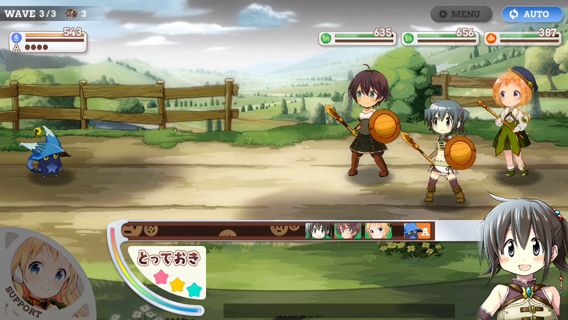 WAVE 3/3 3
MENU
AUTO
543
A
635
656
387
A
とっておき
SUPPORT